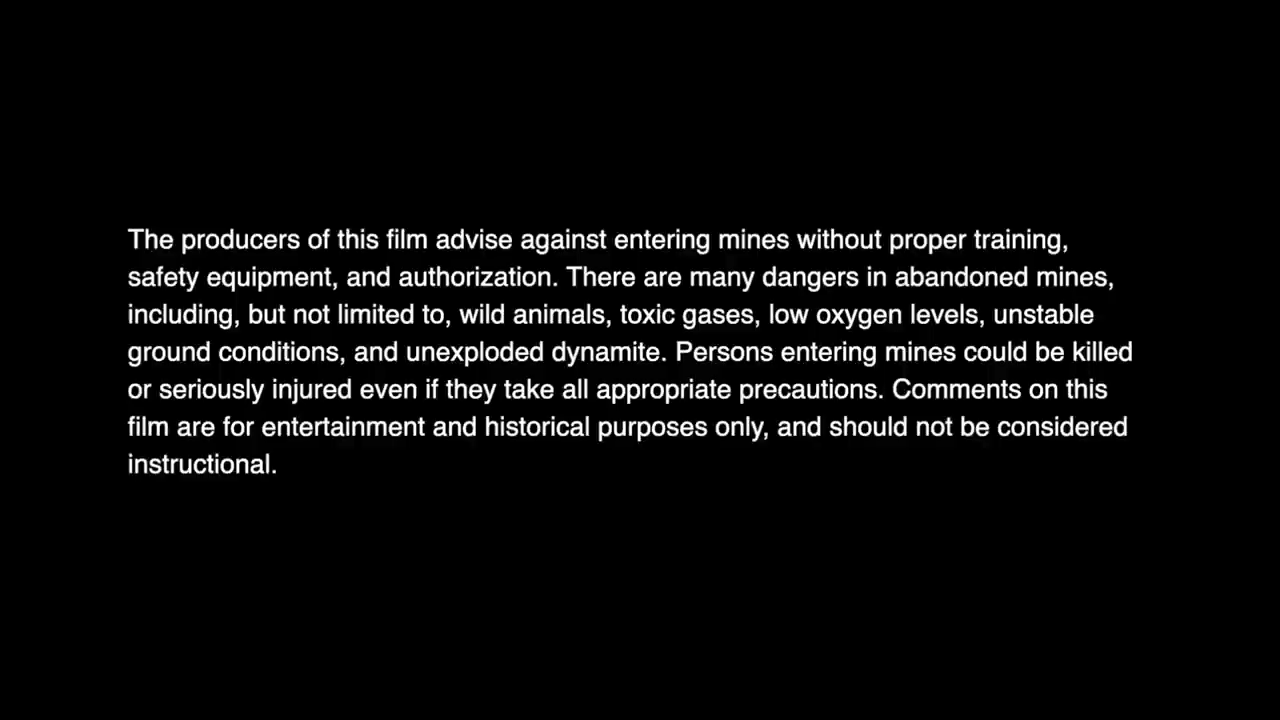 The producers of this film advise against entering mines without proper training,
safety equipment, and authorization. There are many dangers in abandoned mines,
including, but not limited to, wild animals, toxic gases, low oxygen levels, unstable
ground conditions, and unexploded dynamite. Persons entering mines could be killed
or seriously injured even if they take all appropriate precautions. Comments on this
film are for entertainment and historical purposes only, and should not be considered
instructional.